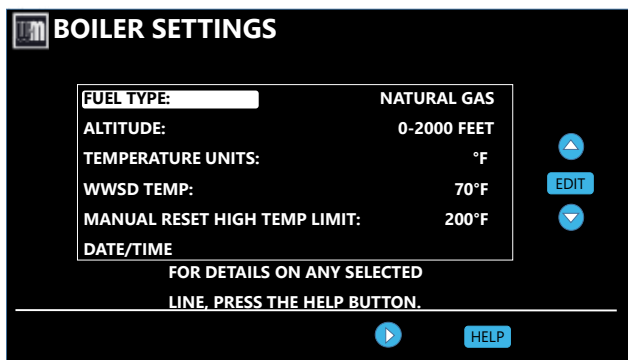 WM BOILER SETTINGS
FUEL TYPE: NATURAL GAS
ALTITUDE: 0-2000 FEET
TEMPERATURE UNITS: °F
WWSD TEMP: 70°F
EDIT
MANUAL RESET HIGH TEMP LIMIT: 200°F
DATE/TIME
FOR DETAILS ON ANY SELECTED
LINE, PRESS THE HELP BUTTON.
HELP